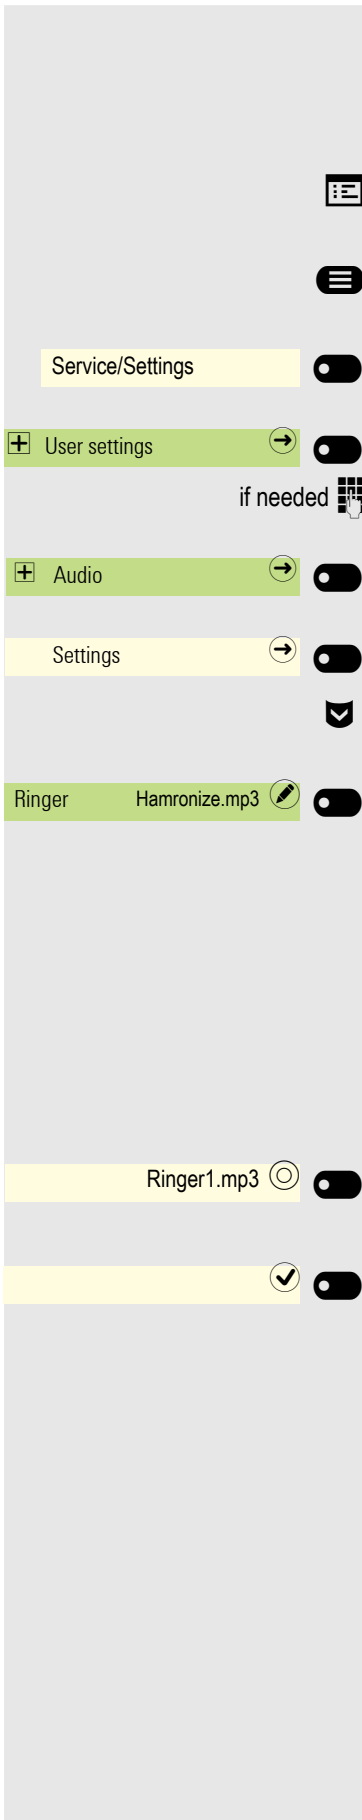 Service/Settings
User settings
if needed
Audio
Settings
Ringer Hamronize.mp3
Ringer1.mp3